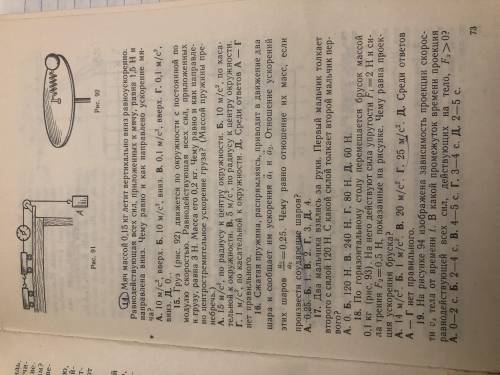 Рис. 91
Рис. 92
14. Мяч массой 0,15 кг летит вертикально вниз равноускоренно.
Равнодействующая всех сил, приложенных к мячу, равна 1,5 Н и
направлена вниз. Чему равно и как направлено ускорение мя-
ча?
А. 10 м/с², вверх. Б. 10 м/с², вниз. В. 0,1 м/с², вверх. Г. 0,1 м/с²,
вниз. Д. 0.
15. Груз (рис. 92) движется по окружности с постоянной по
модулю скоростью. Равнодействующая всех сил, приложенных
к грузу, равна 3 Н. Масса его 0,2 кг. Чему равно и как направле-
но центростремительное ускорение груза? (Массой пружины пре-
небречь.)
А. 15 м/с², по радиусу к центру окружности. Б. 10 м/с², по каса-
тельной к окружности. В. 5 м/с², по радиусу к центру окружности.
Г. 1 м/с², по касательной к окружности. Д. Среди ответов А — Г
нет правильного.
16. Сжатая пружина, распрямляясь, приводит в движение два
шара и сообщает им ускорения a₁ и a₂. Отношение ускорений
этих шаров a₁/a₂ = 0,25. Чему равно отношение их масс, если
произвести соударение шаров?
А. 0,25. Б. 1. В. 2. Г. 3. Д. 4.
17. Два мальчика взялись за руки. Первый мальчик толкает
второго с силой 120 Н. С какой силой толкает второй мальчик пер-
вого?
А. 0. Б. 120 Н. В. 240 Н. Г. 80 Н. Д. 60 Н.
18. По горизонтальному столу перемещается брусок массой
0,1 кг (рис. 93). На него действуют сила упругости F₁=2 Н и си-
ла трения F₂=0,5 Н, показанные на рисунке. Чему равна проек-
ция ускорения бруска?
А. 14 м/с². Б. 1 м/с². В. 20 м/с². Г. 25 м/с². Д. Среди ответов
А — Г нет правильного.
19. На рисунке 94 изображена зависимость проекции скорос-
ти vₓ тела от времени t. В какой промежуток времени проекция
равнодействующей всех сил, действующих на тело, Fₓ>0?
А. 0—2 с. Б. 2—4 с. В. 4—5 с. Г. 3—4 с. Д. 2—5 с.
73